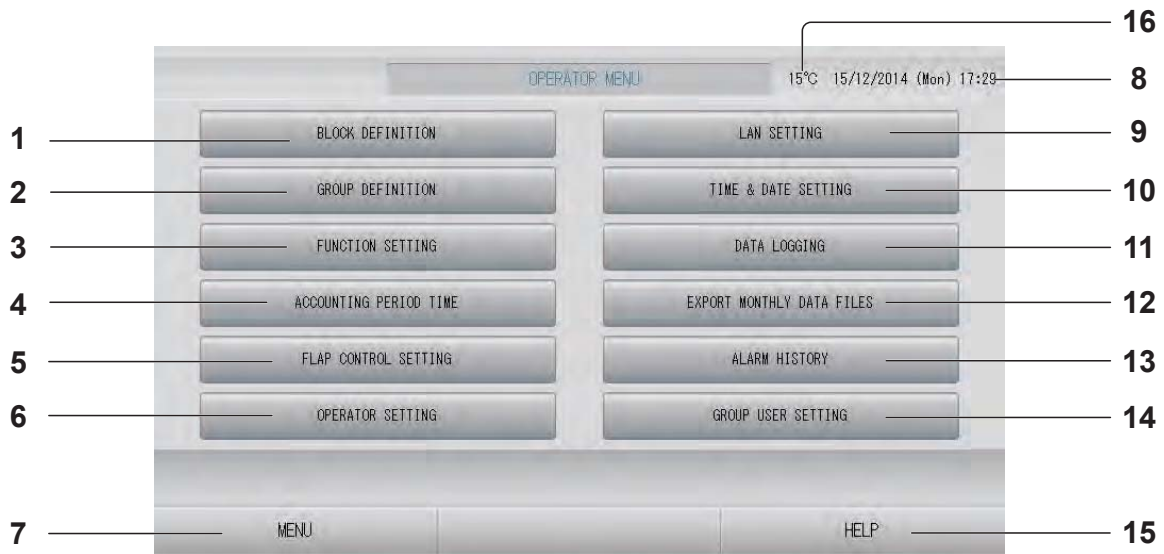 16
OPERATOR MENU 15℃ 15/12/2014 (Mon) 17:29 8
1 BLOCK DEFINITION LAN SETTING 9
2 GROUP DEFINITION TIME & DATE SETTING 10
3 FUNCTION SETTING DATA LOGGING 11
4 ACCOUNTING PERIOD TIME EXPORT MONTHLY DATA FILES 12
5 FLAP CONTROL SETTING ALARM HISTORY 13
6 OPERATOR SETTING GROUP USER SETTING 14
7 MENU HELP 15